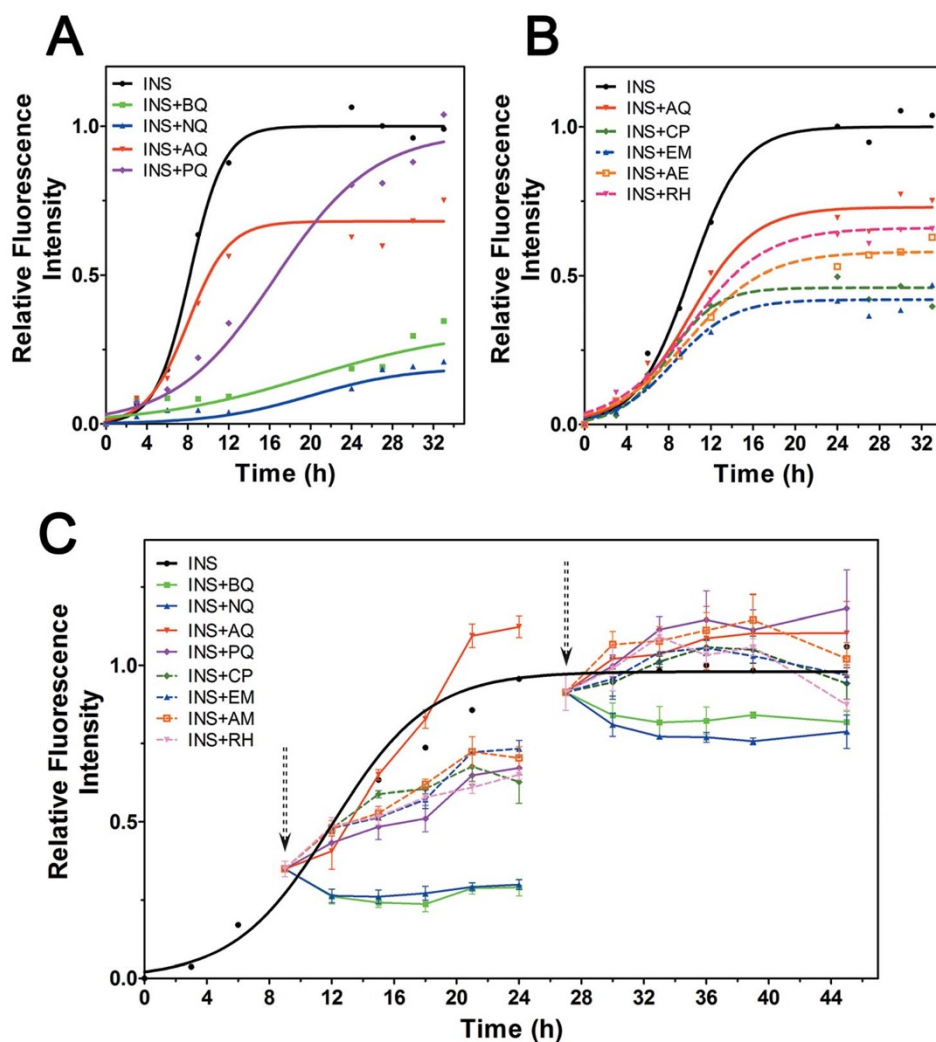 A
B
Relative Fluorescence
Intensity
INS
INS+BQ
INS+NQ
INS+AQ
INS+PQ
1.0
0.5
0.0
0 4 8 12 16 20 24 28 32
Time (h)
Relative Fluorescence
Intensity
INS
INS+AQ
INS+CP
INS+EM
INS+AE
INS+RH
1.0
0.5
0.0
0 4 8 12 16 20 24 28 32
Time (h)
C
Relative Fluorescence
Intensity
INS
INS+BQ
INS+NQ
INS+AQ
INS+PQ
INS+CP
INS+EM
INS+AM
INS+RH
1.0
0.5
0.0
0 4 8 12 16 20 24 28 32 36 40 44
Time (h)
Time (h)